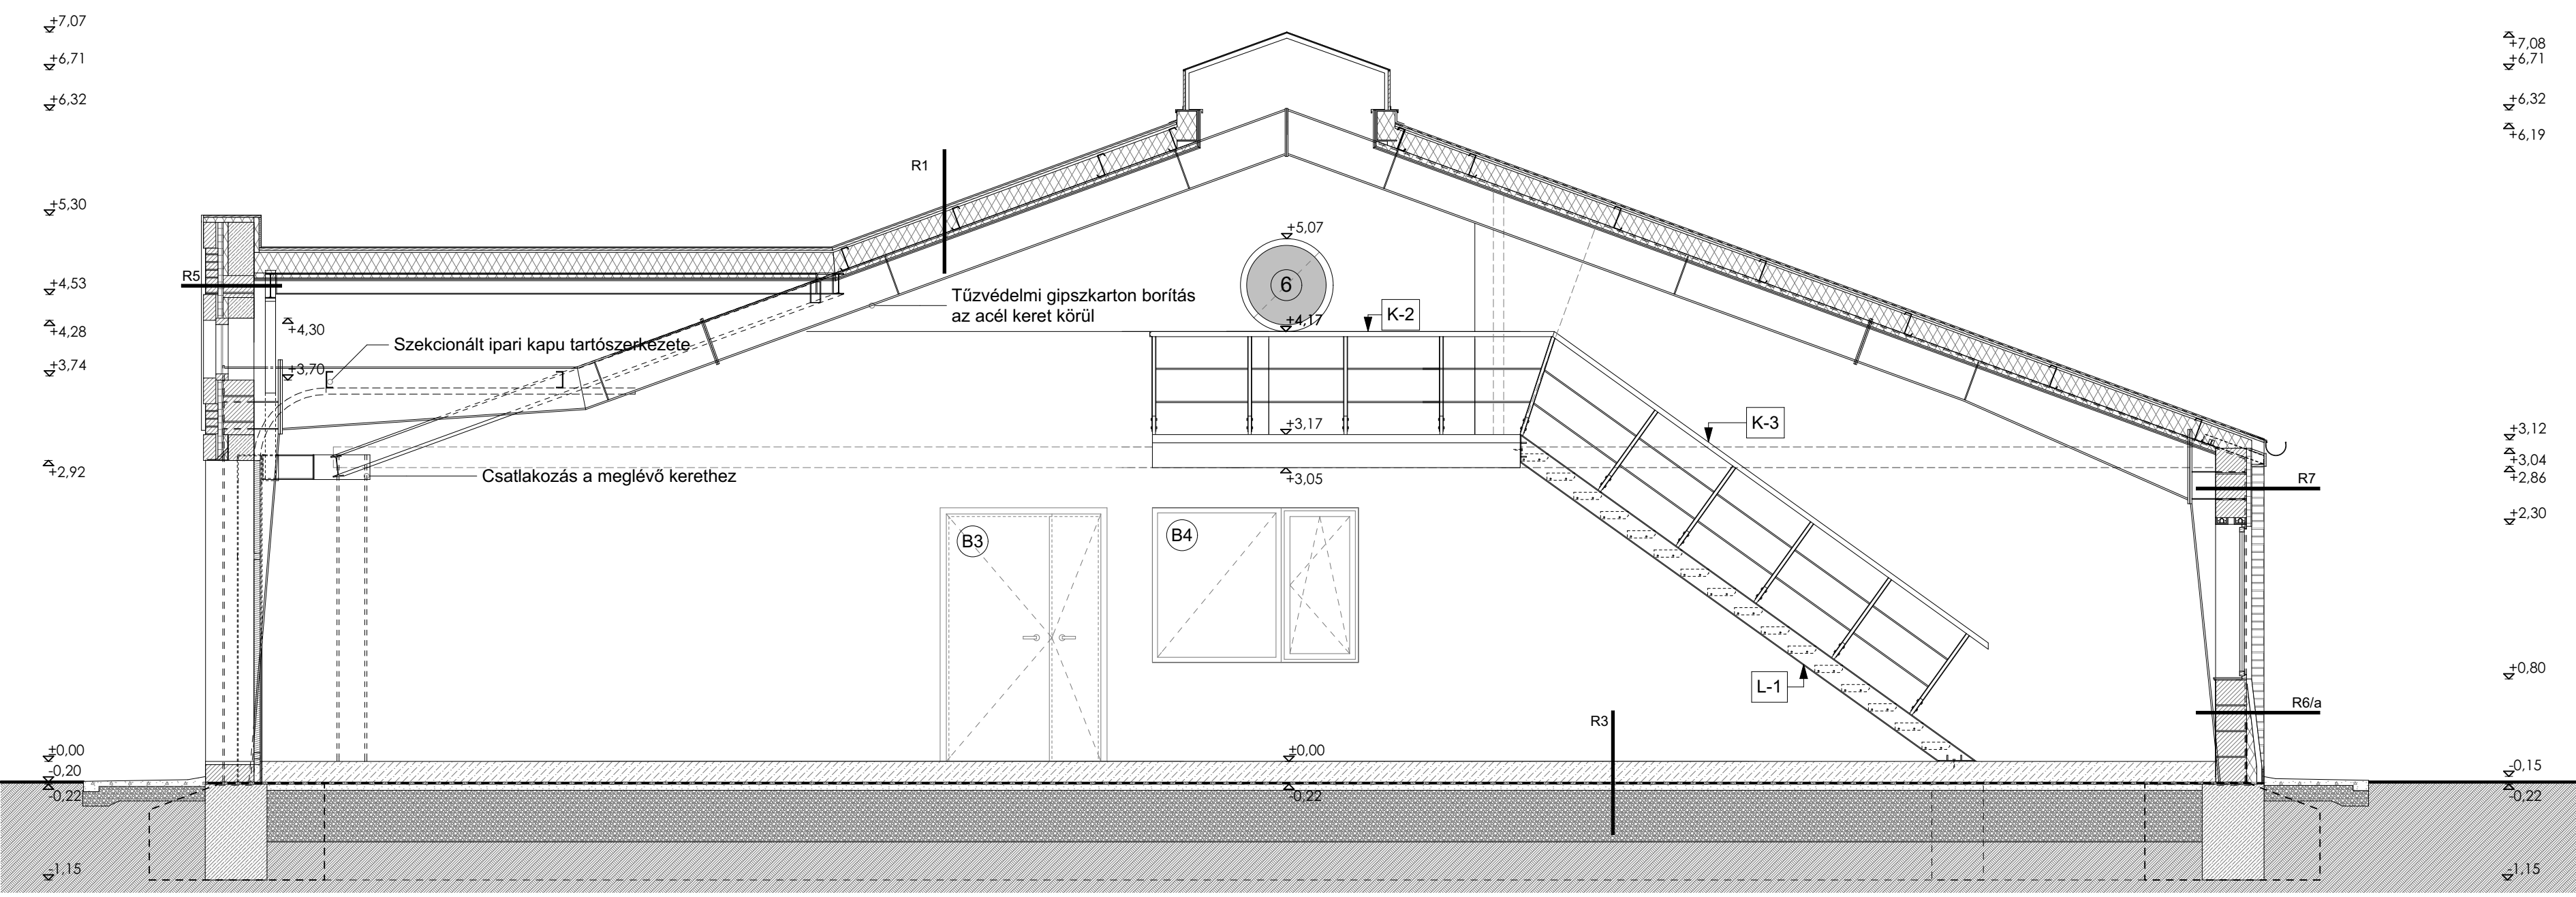 +7,07
+6,71
+6,32
+5,30
+4,53
+4,28
+3,74
+2,92
±0,00
-0,20
-0,22
-1,15
R5
+4,30
+3,70
Szekcionált ipari kapu tartószerkezete
Csatlakozás a meglévő kerethez
R1
Tűzvédelmi gipszkarton borítás
az acél keret körül
+5,07
6
+4,17
K-2
+3,17
+3,05
K-3
B3
B4
L-1
R3
±0,00
-0,22
R7
R6/a
+7,08
+6,71
+6,32
+6,19
+3,12
+3,04
+2,86
+2,30
+0,80
-0,15
-0,22
-1,15